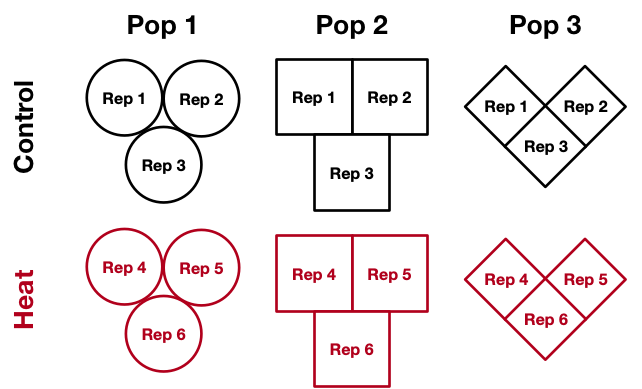 Pop 1 Pop 2 Pop 3
Control
Rep 1 Rep 2 Rep 1 Rep 2 Rep 1 Rep 2
Rep 3 Rep 3 Rep 3
Heat
Rep 4 Rep 5 Rep 4 Rep 5 Rep 4 Rep 5
Rep 6 Rep 6 Rep 6